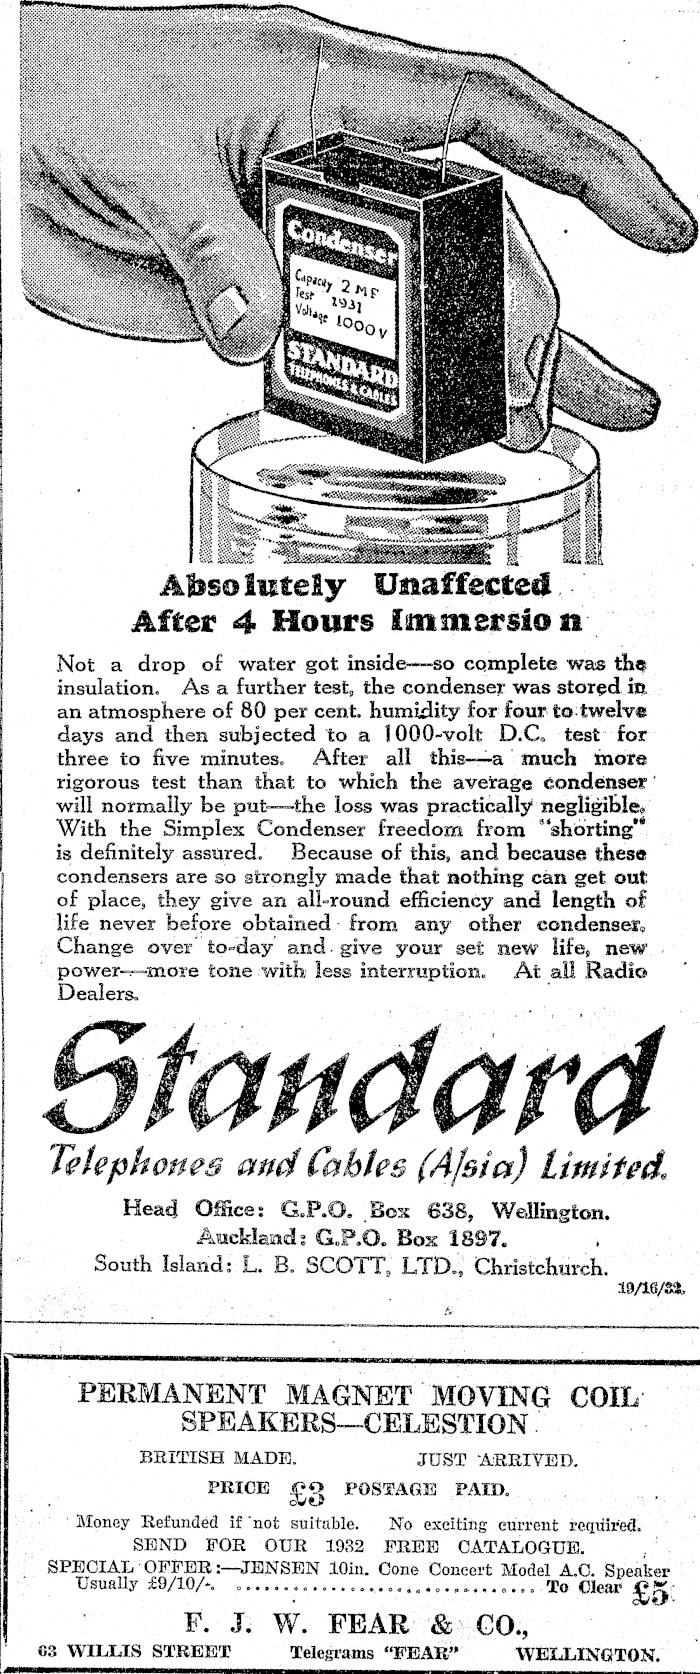 Condenser
Capacity 2 MF
Test 1931
Voltage 1000 V
STANDARD
TELEPHONES & CABLES
Absolutely Unaffected
After 4 Hours Immersion
Not a drop of water got inside—so complete was the
insulation. As a further test, the condenser was stored in
an atmosphere of 80 per cent. humidity for four to twelve
days and then subjected to a 1000-volt D.C. test for
three to five minutes. After all this—a much more
rigorous test than that to which the average condenser
will normally be put—the loss was practically negligible.
With the Simplex Condenser freedom from "shorting"
is definitely assured. Because of this, and because these
condensers are so strongly made that nothing can get out
of place, they give an all-round efficiency and length of
life never before obtained from any other condenser.
Change over to-day and give your set new life, new
power—more tone with less interruption. At all Radio
Dealers.
Standard
Telephones and Cables (A/sia) Limited.
Head Office: G.P.O. Box 638, Wellington.
Auckland: G.P.O. Box 1897.
South Island: L. B. SCOTT, LTD., Christchurch.
19/16/32.
PERMANENT MAGNET MOVING COIL
SPEAKERS—CELESTION
BRITISH MADE. JUST ARRIVED.
PRICE £3 POSTAGE PAID.
Money Refunded if not suitable. No exciting current required.
SEND FOR OUR 1932 FREE CATALOGUE.
SPECIAL OFFER:—JENSEN 10in. Cone Concert Model A.C. Speaker
Usually £9/10/-. .................................... To Clear £5
F. J. W. FEAR & CO.,
63 WILLIS STREET Telegrams "FEAR" WELLINGTON.